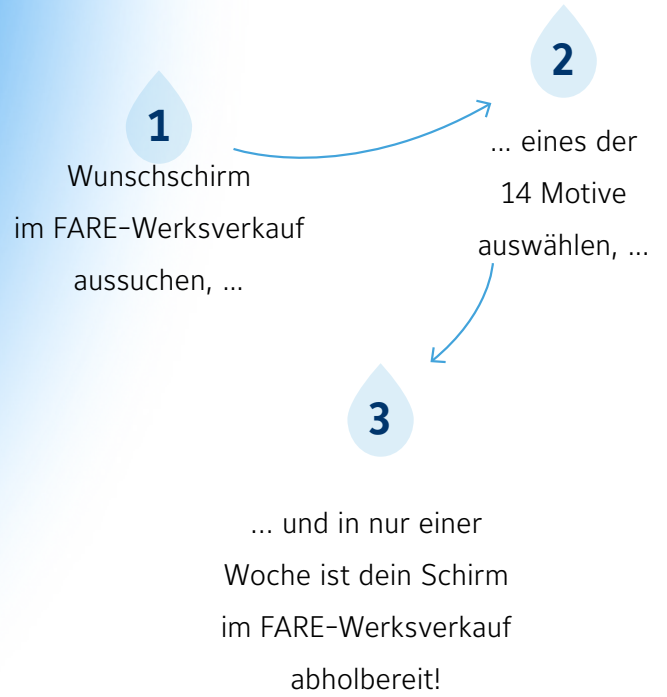 1
Wunschschirm
im FARE-Werksverkauf
aussuchen, ...
2
... eines der
14 Motive
auswählen, ...
3
... und in nur einer
Woche ist dein Schirm
im FARE-Werksverkauf
abholbereit!